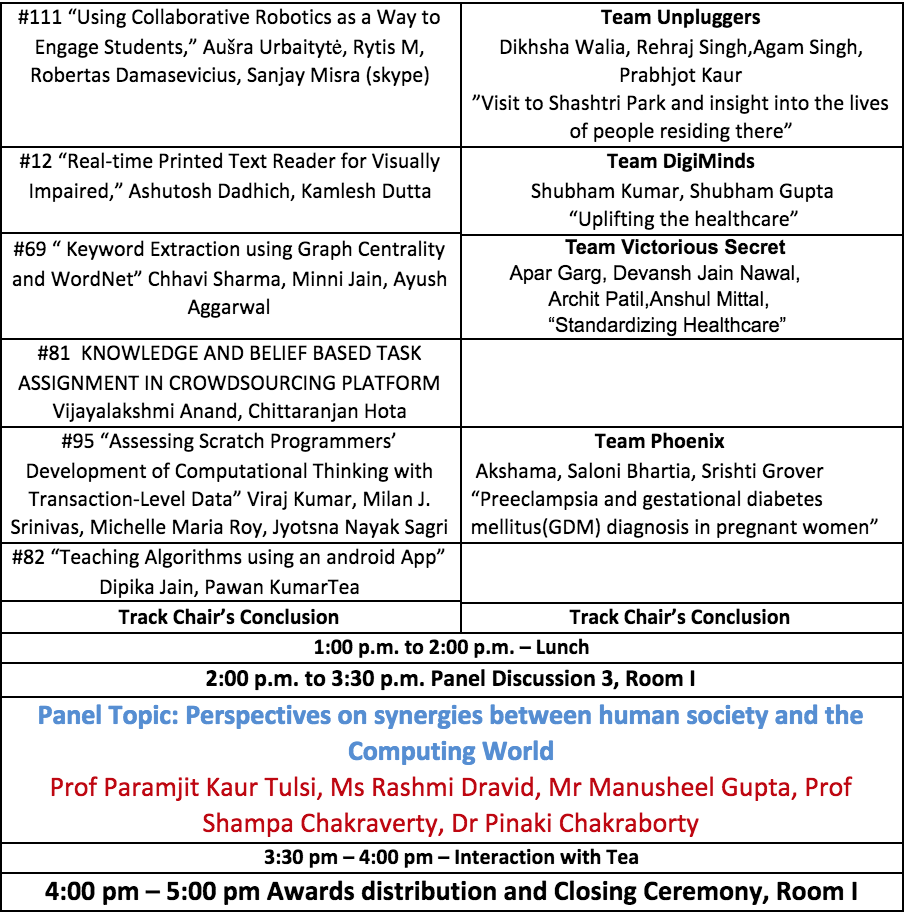 #111 “Using Collaborative Robotics as a Way to
Engage Students,” Aušra Urbaitytė, Rytis M,
Robertas Damasevicius, Sanjay Misra (skype)
Team Unpluggers
Dikhsha Walia, Rehraj Singh,Agam Singh,
Prabhjot Kaur
”Visit to Shashtri Park and insight into the lives
of people residing there”
#12 “Real-time Printed Text Reader for Visually
Impaired,” Ashutosh Dadhich, Kamlesh Dutta
Team DigiMinds
Shubham Kumar, Shubham Gupta
“Uplifting the healthcare”
#69 “ Keyword Extraction using Graph Centrality
and WordNet” Chhavi Sharma, Minni Jain, Ayush
Aggarwal
Team Victorious Secret
Apar Garg, Devansh Jain Nawal,
Archit Patil,Anshul Mittal,
“Standardizing Healthcare”
#81 KNOWLEDGE AND BELIEF BASED TASK
ASSIGNMENT IN CROWDSOURCING PLATFORM
Vijayalakshmi Anand, Chittaranjan Hota
#95 “Assessing Scratch Programmers’
Development of Computational Thinking with
Transaction-Level Data” Viraj Kumar, Milan J.
Srinivas, Michelle Maria Roy, Jyotsna Nayak Sagri
Team Phoenix
Akshama, Saloni Bhartia, Srishti Grover
“Preeclampsia and gestational diabetes
mellitus(GDM) diagnosis in pregnant women”
#82 “Teaching Algorithms using an android App”
Dipika Jain, Pawan KumarTea
Track Chair’s Conclusion
Track Chair’s Conclusion
1:00 p.m. to 2:00 p.m. – Lunch
2:00 p.m. to 3:30 p.m. Panel Discussion 3, Room I
Panel Topic: Perspectives on synergies between human society and the
Computing World
Prof Paramjit Kaur Tulsi, Ms Rashmi Dravid, Mr Manusheel Gupta, Prof
Shampa Chakraverty, Dr Pinaki Chakraborty
3:30 pm – 4:00 pm – Interaction with Tea
4:00 pm – 5:00 pm Awards distribution and Closing Ceremony, Room I